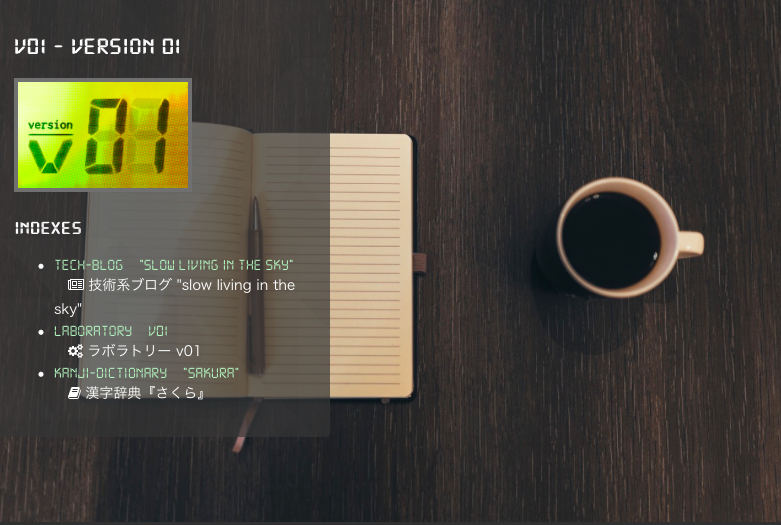 V01 - VERSION 01
version
v01
INDEXES
TECH-BLOG "SLOW LIVING IN THE SKY"
技術系ブログ "slow living in the
sky"
LABORATORY V01
ラボラトリー v01
KANJI-DICTIONARY "SAKURA"
漢字辞典『さくら』